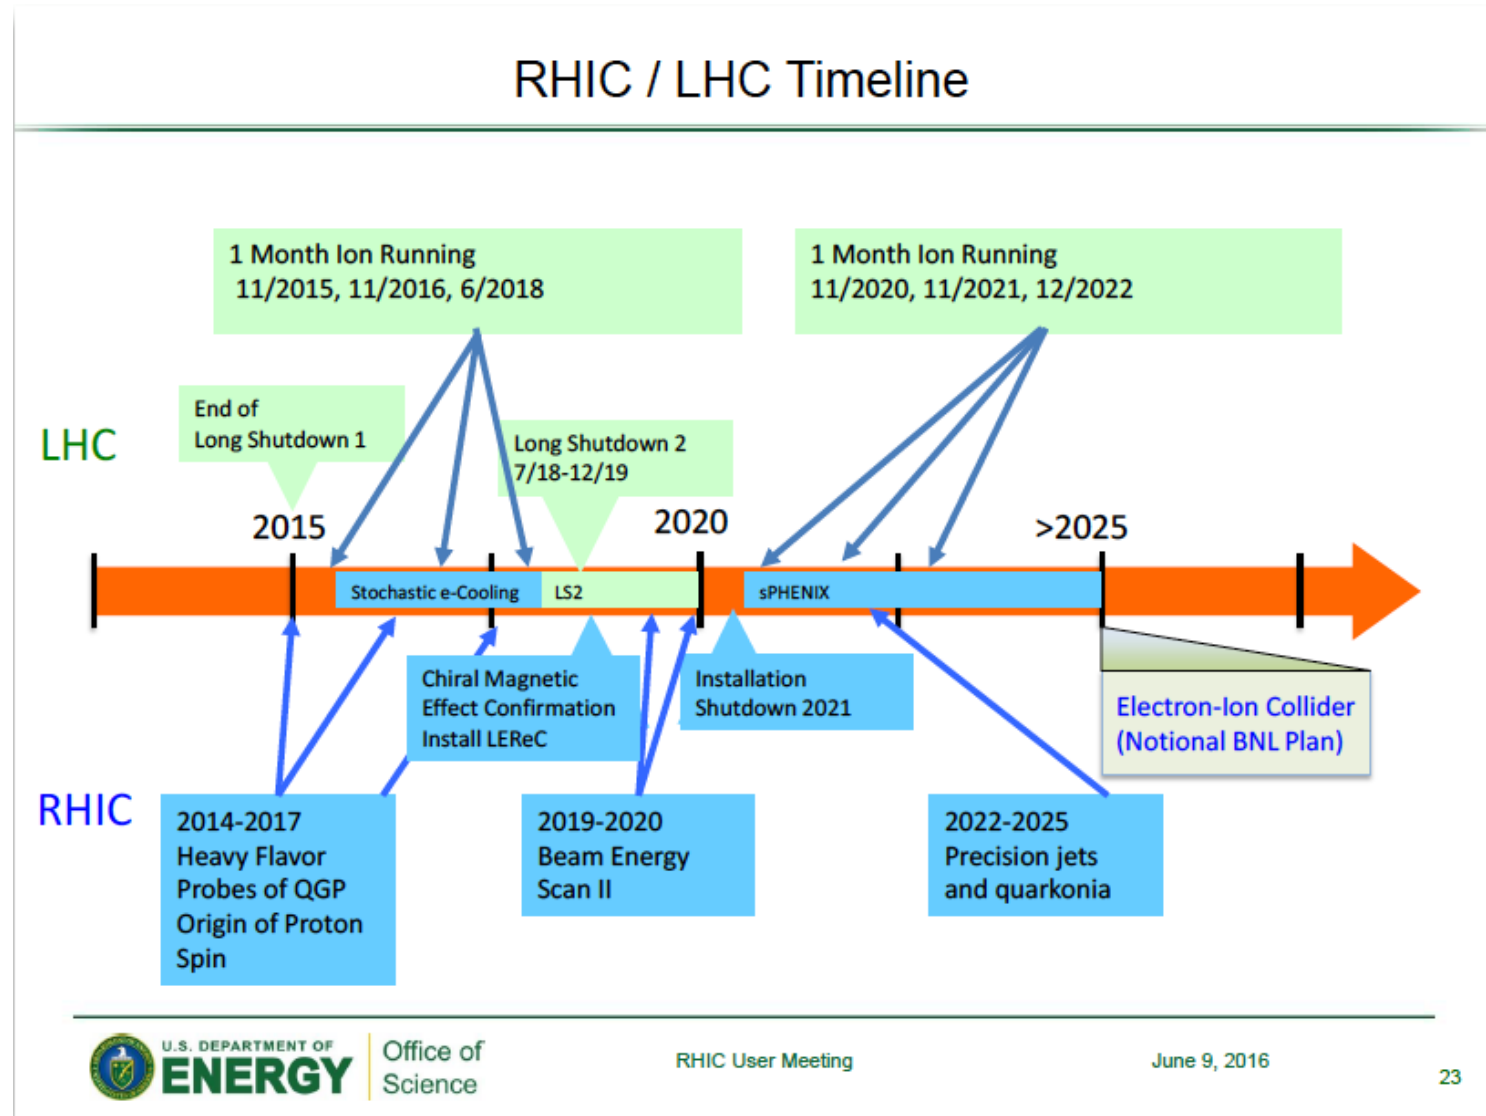 RHIC / LHC Timeline
1 Month Ion Running
11/2015, 11/2016, 6/2018
1 Month Ion Running
11/2020, 11/2021, 12/2022
End of
Long Shutdown 1
LHC
Long Shutdown 2
7/18-12/19
2015
2020
>2025
Stochastic e-Cooling
LS2
sPHENIX
Chiral Magnetic
Effect Confirmation
Install LEReC
Installation
Shutdown 2021
Electron-Ion Collider
(Notional BNL Plan)
RHIC
2014-2017
Heavy Flavor
Probes of QGP
Origin of Proton
Spin
2019-2020
Beam Energy
Scan II
2022-2025
Precision jets
and quarkonia
U.S. DEPARTMENT OF
ENERGY
Office of
Science
RHIC User Meeting
June 9, 2016
23